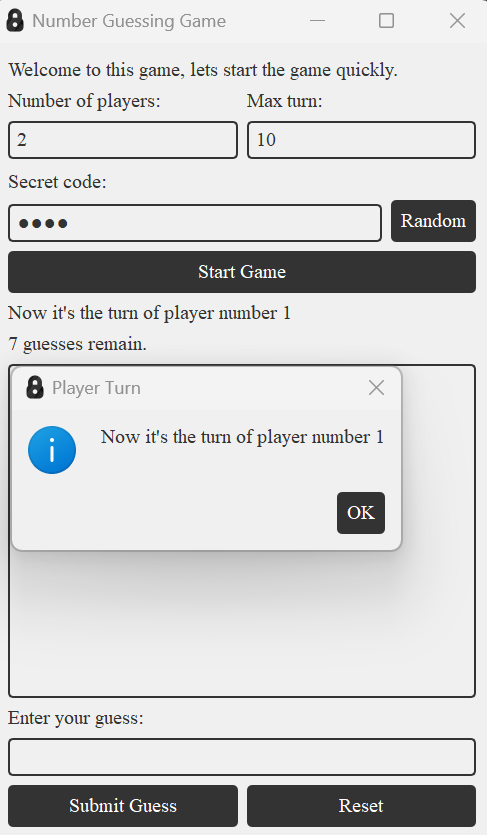 Number Guessing Game
Welcome to this game, lets start the game quickly.
Number of players: Max turn:
2 10
Secret code:
●●●● Random
Start Game
Now it's the turn of player number 1
7 guesses remain.
Player Turn
Now it's the turn of player number 1
OK
Enter your guess:
Submit Guess Reset